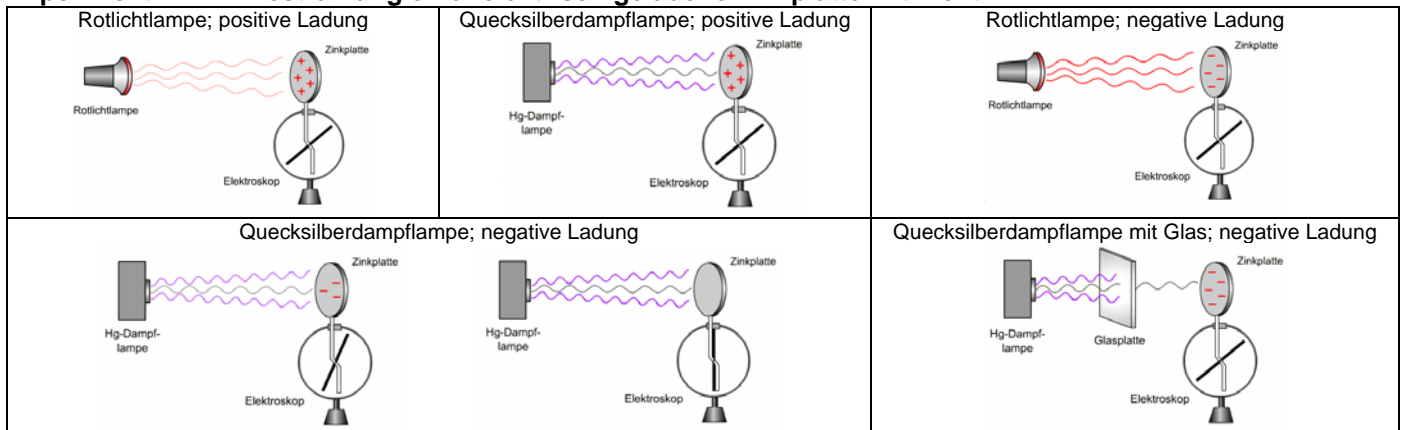 Rotlichtlampe; positive Ladung
Zinkplatte
Rotlichtlampe
Elektroskop
Quecksilberdampflampe; positive Ladung
Zinkplatte
Hg-Dampf-
lampe
Elektroskop
Rotlichtlampe; negative Ladung
Zinkplatte
Rotlichtlampe
Elektroskop
Quecksilberdampflampe; negative Ladung
Zinkplatte
Hg-Dampf-
lampe
Elektroskop
Zinkplatte
Hg-Dampf-
lampe
Elektroskop
Quecksilberdampflampe mit Glas; negative Ladung
Zinkplatte
Hg-Dampf-
lampe
Glasplatte
Elektroskop